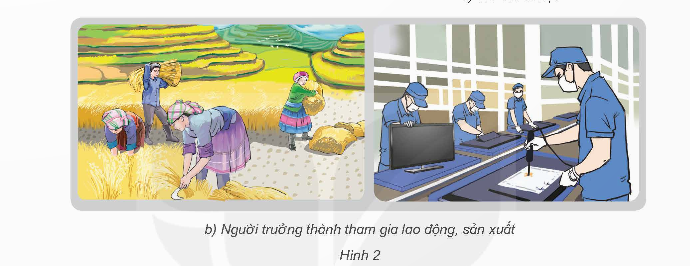 b) Người trưởng thành tham gia lao động, sản xuất
Hình 2